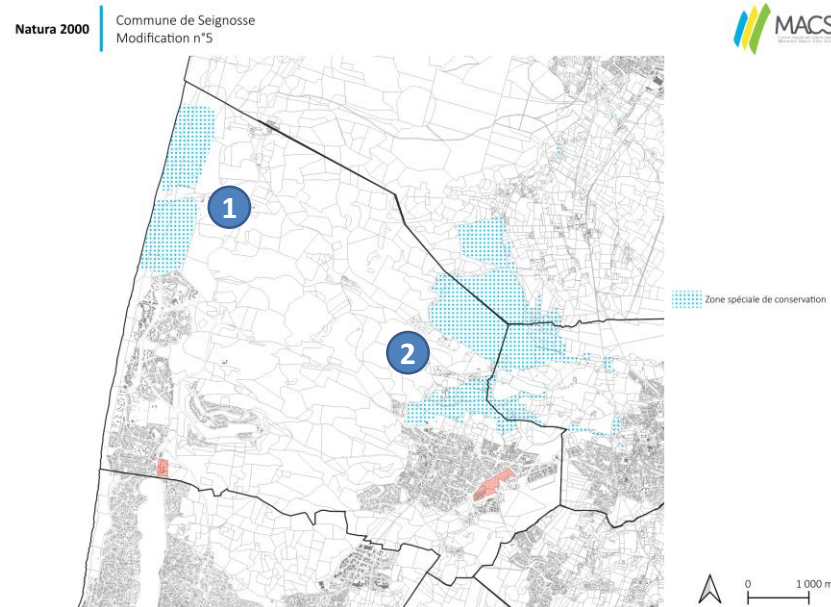 Natura 2000
Commune de Seignosse
Modification n°5
MACS
1
2
Zone spéciale de conservation
0
1 000 m